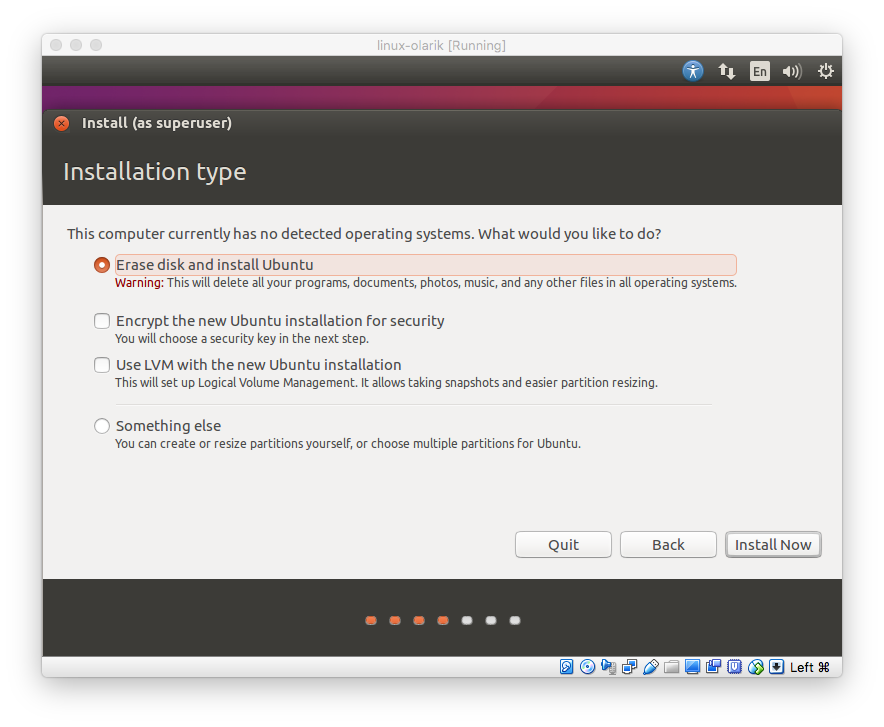 linux-olarik [Running]
En
Install (as superuser)
Installation type
This computer currently has no detected operating systems. What would you like to do?
Erase disk and install Ubuntu
Warning: This will delete all your programs, documents, photos, music, and any other files in all operating systems.
Encrypt the new Ubuntu installation for security
You will choose a security key in the next step.
Use LVM with the new Ubuntu installation
This will set up Logical Volume Management. It allows taking snapshots and easier partition resizing.
Something else
You can create or resize partitions yourself, or choose multiple partitions for Ubuntu.
Quit Back Install Now
Left ⌘